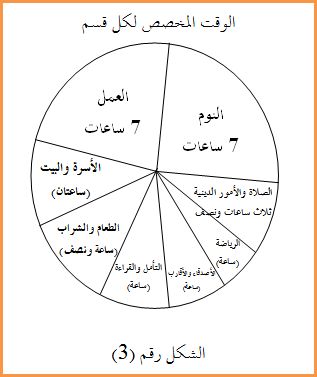 الوقت المخصص لكل قسم
النوم
7 ساعات
الصلاة والأمور الدينية
ثلاث ساعات ونصف
الرياضة
(ساعة)
الأصدقاء والأقارب
(ساعة)
التأمل والقراءة
(ساعة)
الطعام والشراب
(ساعة ونصف)
الأسرة والبيت
(ساعتان)
العمل
7 ساعات
الشكل رقم (3)